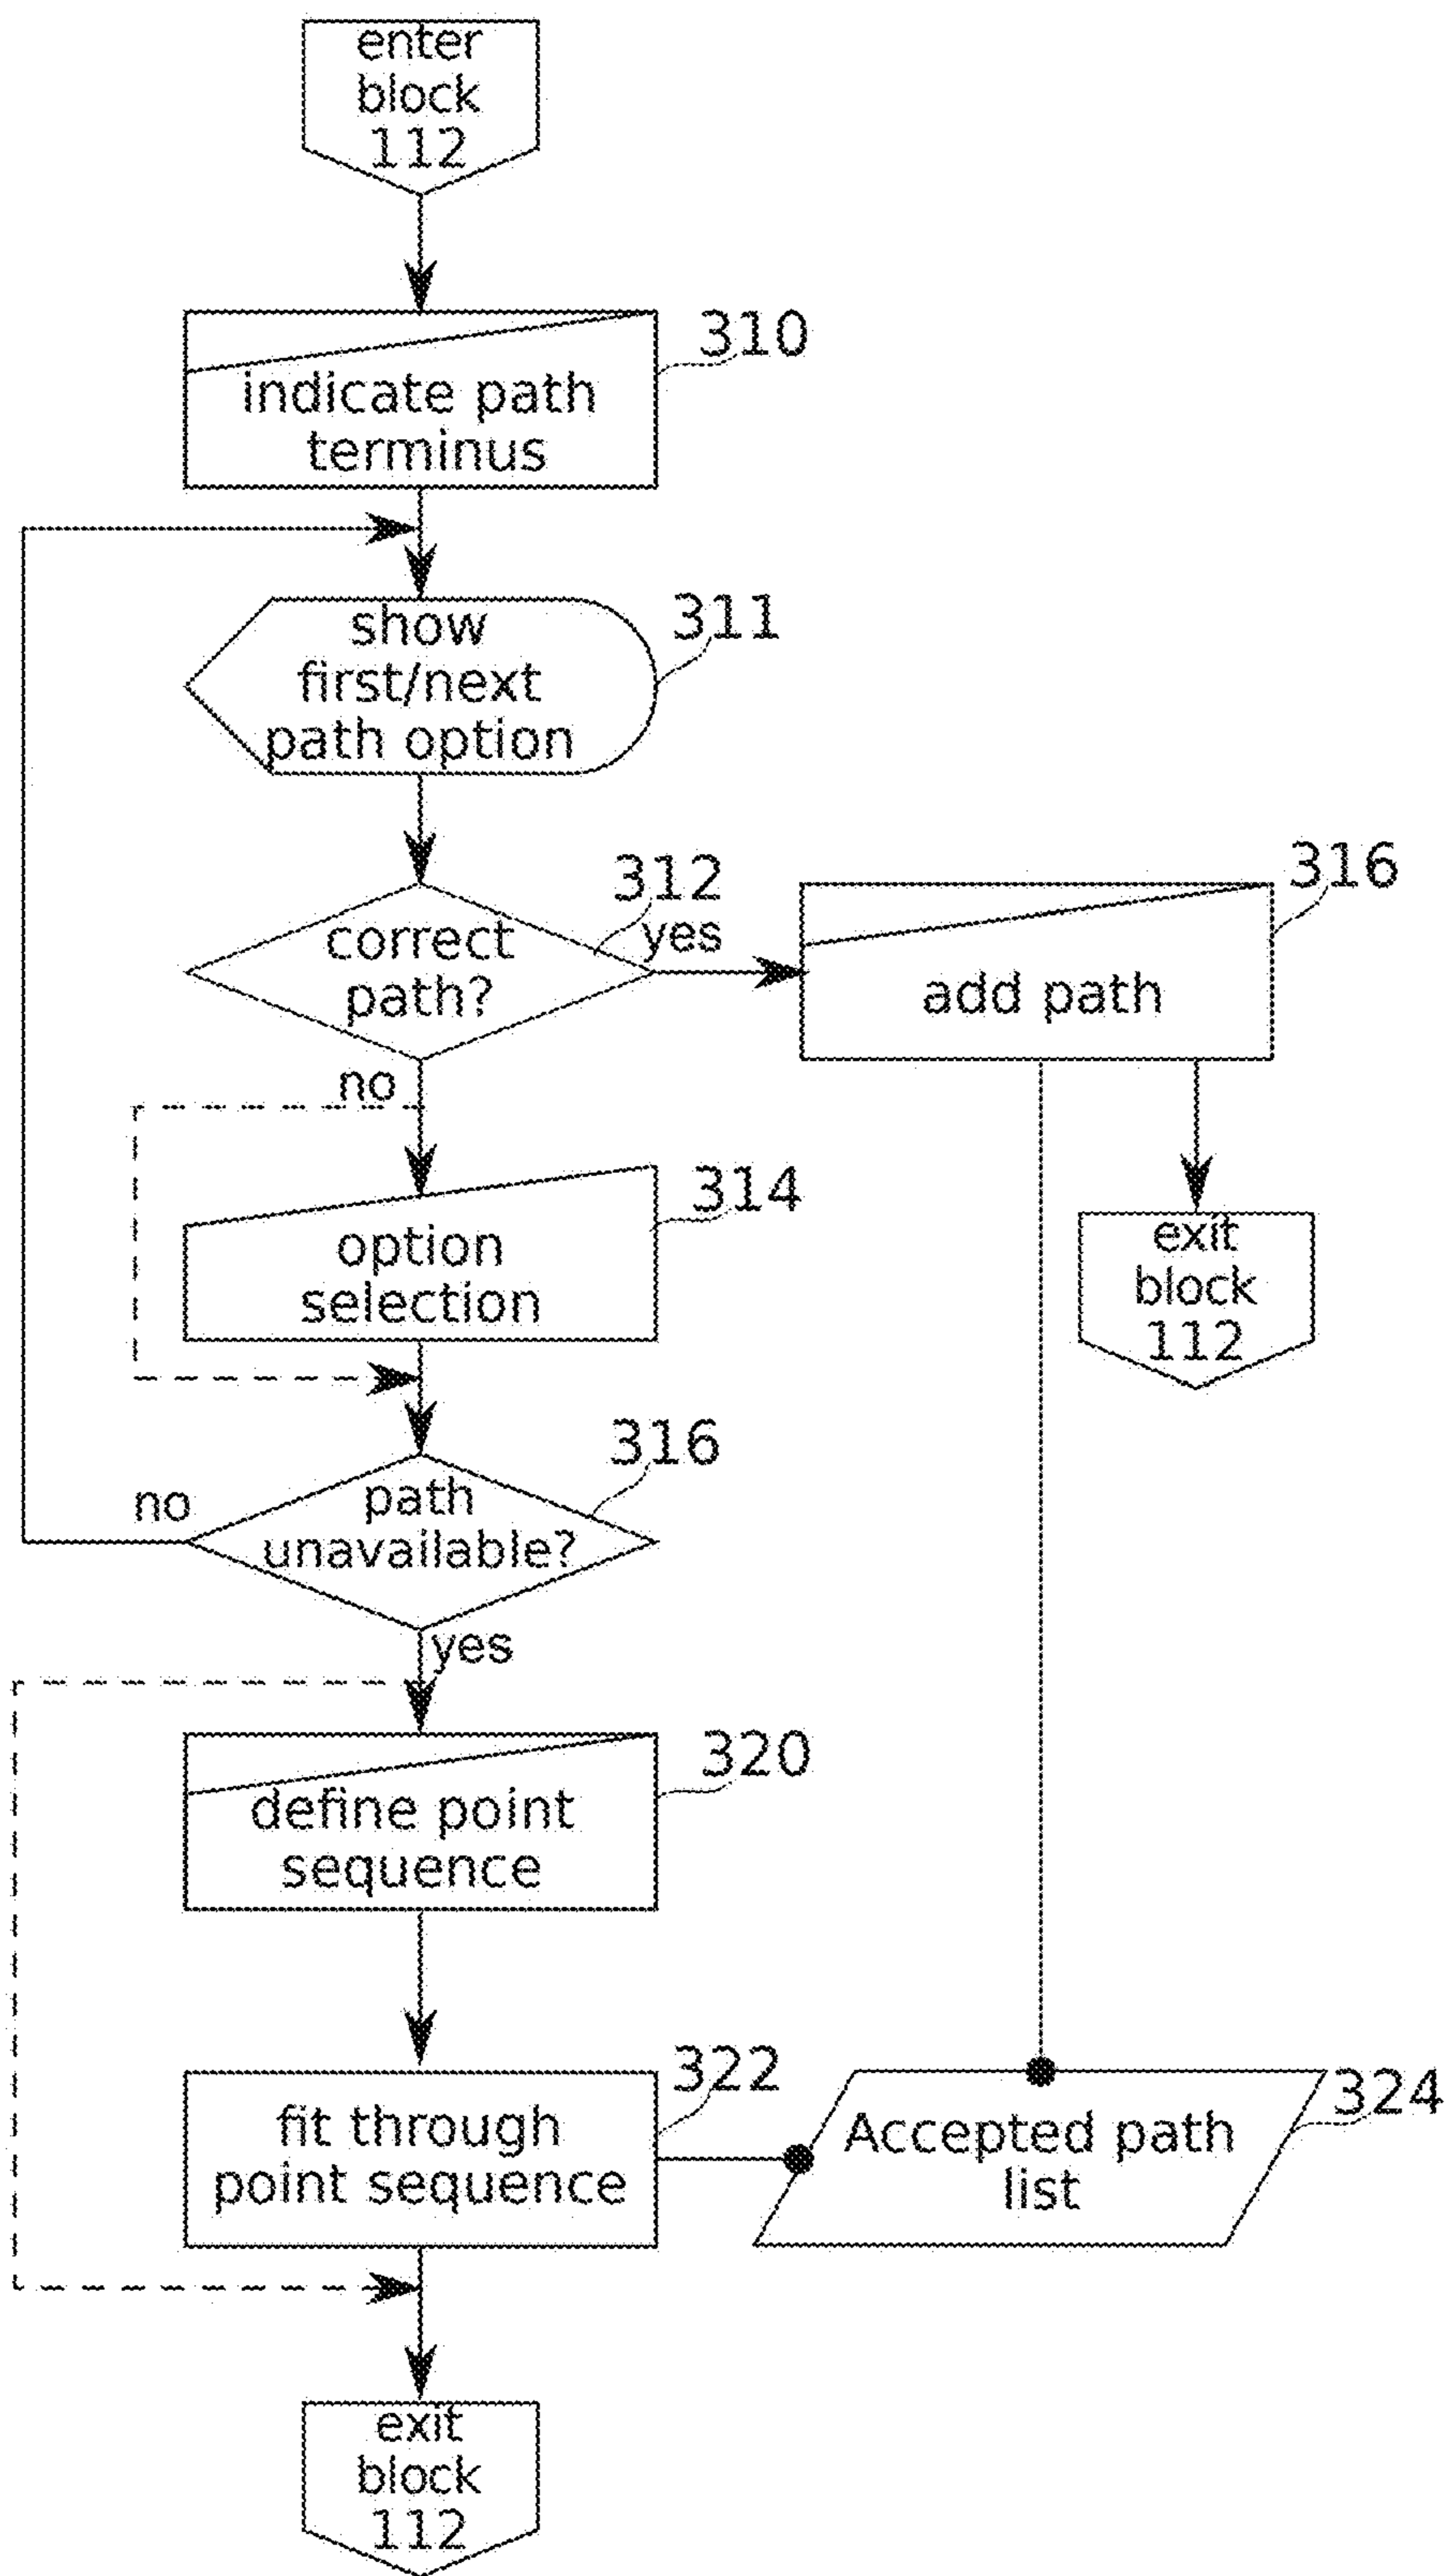 enter
block
112
310
indicate path
terminus
311
show
first/next
path option
312
correct
path?
yes
316
add path
no
314
option
selection
exit
block
112
316
path
unavailable?
no
yes
320
define point
sequence
322
fit through
point sequence
324
Accepted path
list
exit
block
112